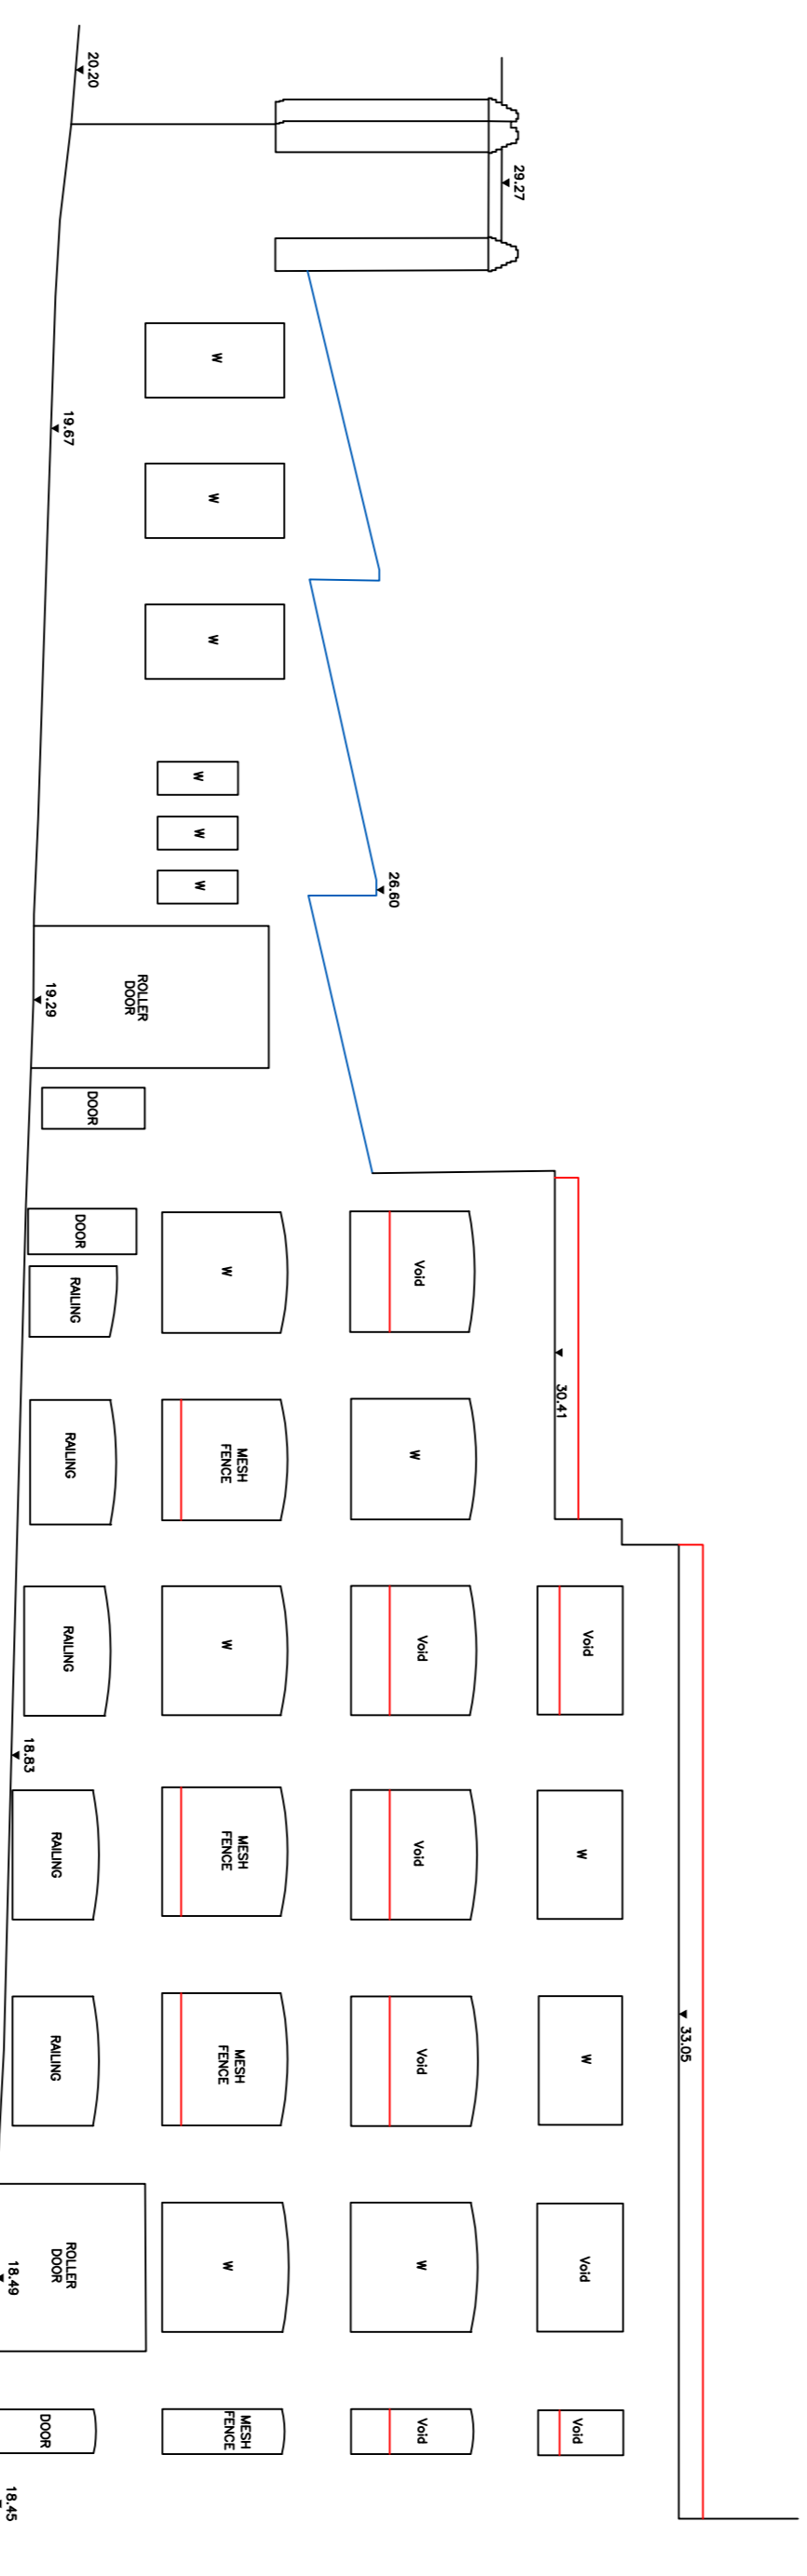 20.20
29.27
W
19.67
W
W
W
W
26.60
W
19.29
ROLLER
DOOR
DOOR
DOOR
RAILING
W
Void
30.41
RAILING
MESH
FENCE
W
RAILING
W
Void
Void
18.83
RAILING
MESH
FENCE
Void
W
RAILING
MESH
FENCE
Void
W
33.05
ROLLER
DOOR
18.49
W
W
Void
DOOR
MESH
FENCE
Void
Void
18.45